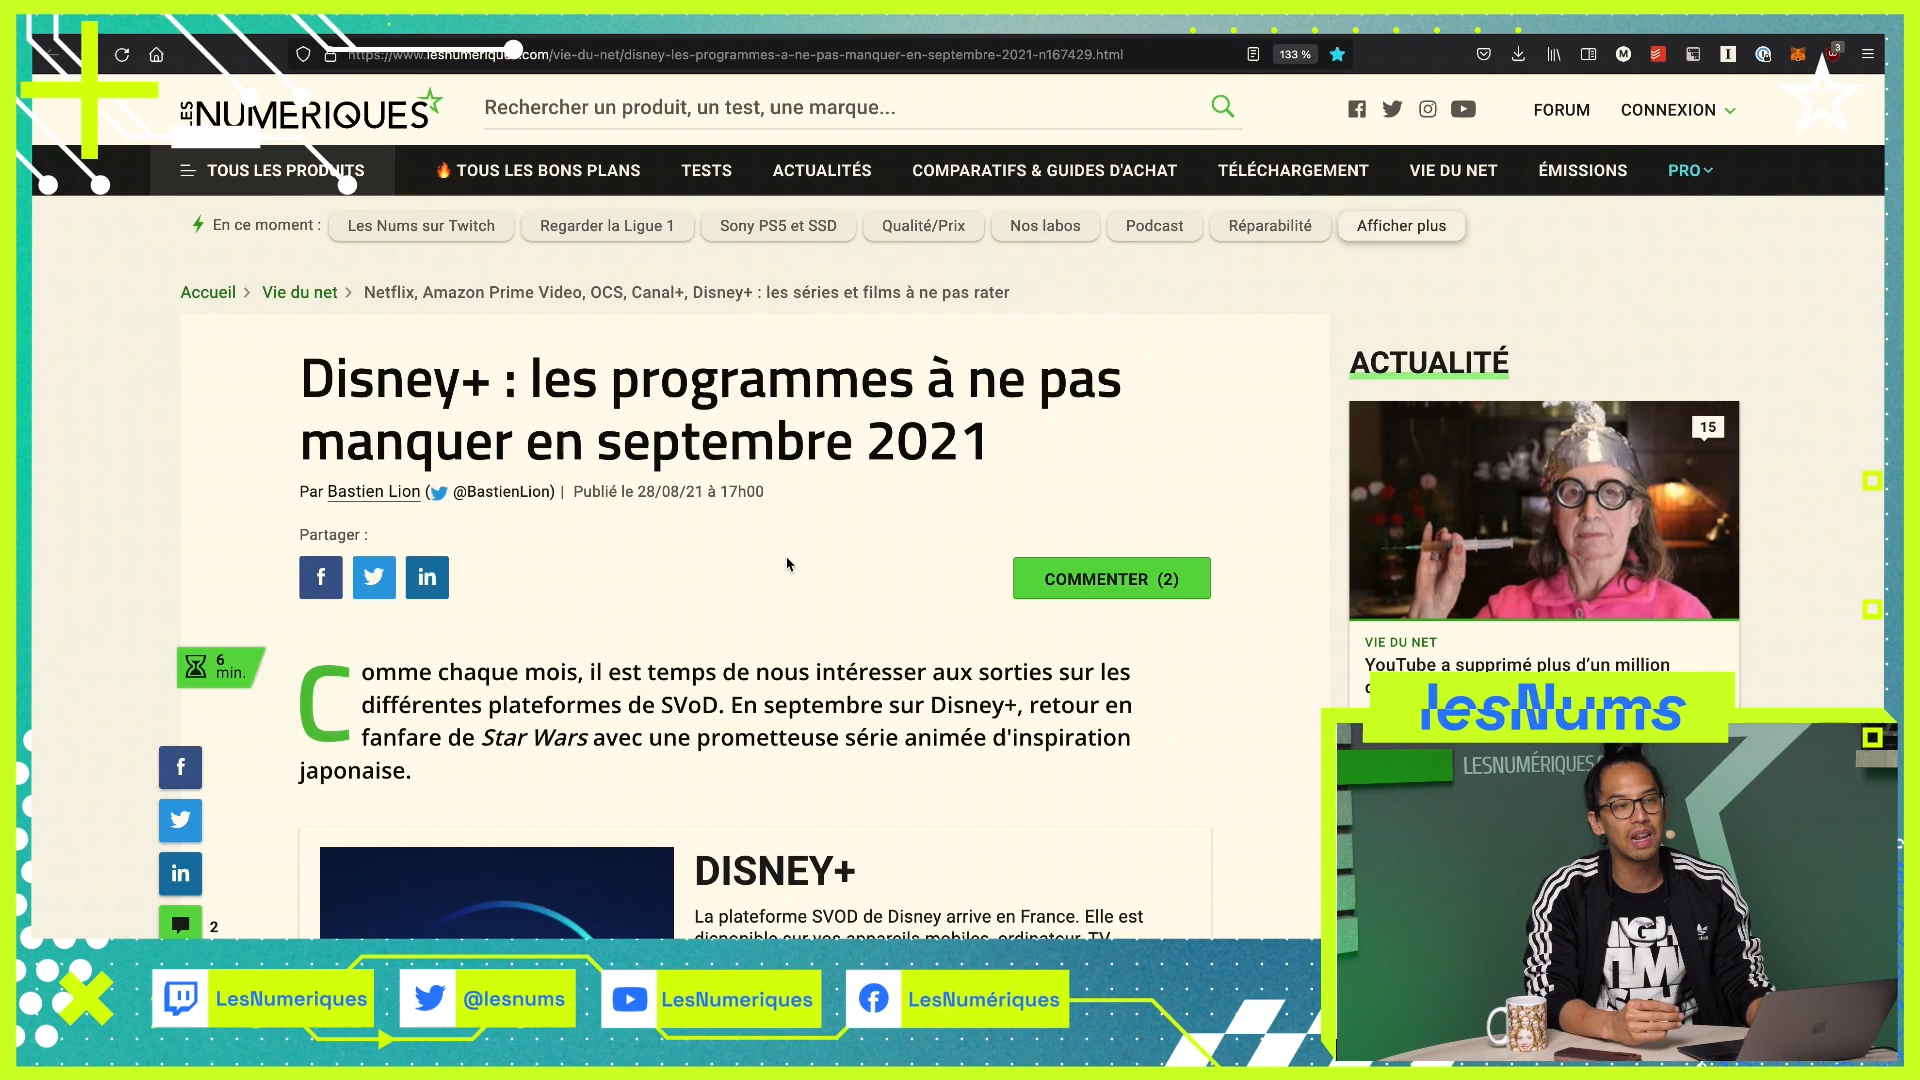 https://www.lesnumeriques.com/vie-du-net/disney-les-programmes-a-ne-pas-manquer-en-septembre-2021-n167429.html
133 %
M
I
3
LES NUMERIQUES
Rechercher un produit, un test, une marque...
FORUM
CONNEXION
TOUS LES PRODUITS
TOUS LES BONS PLANS
TESTS
ACTUALITÉS
COMPARATIFS & GUIDES D'ACHAT
TÉLÉCHARGEMENT
VIE DU NET
ÉMISSIONS
PRO
En ce moment :
Les Nums sur Twitch
Regarder la Ligue 1
Sony PS5 et SSD
Qualité/Prix
Nos labos
Podcast
Réparabilité
Afficher plus
Accueil > Vie du net > Netflix, Amazon Prime Video, OCS, Canal+, Disney+ : les séries et films à ne pas rater
Disney+ : les programmes à ne pas
manquer en septembre 2021
Par Bastien Lion (@BastienLion) | Publié le 28/08/21 à 17h00
Partager :
COMMENTER (2)
ACTUALITÉ
15
VIE DU NET
YouTube a supprimé plus d'un million
6
min.
Comme chaque mois, il est temps de nous intéresser aux sorties sur les
différentes plateformes de SVoD. En septembre sur Disney+, retour en
fanfare de Star Wars avec une prometteuse série animée d'inspiration
japonaise.
2
DISNEY+
La plateforme SVOD de Disney arrive en France. Elle est
disponible sur vos appareils mobiles, ordinateur, TV
lesNums
LESNUMÉRIQUES
LesNumeriques
@lesnums
LesNumeriques
LesNumériques